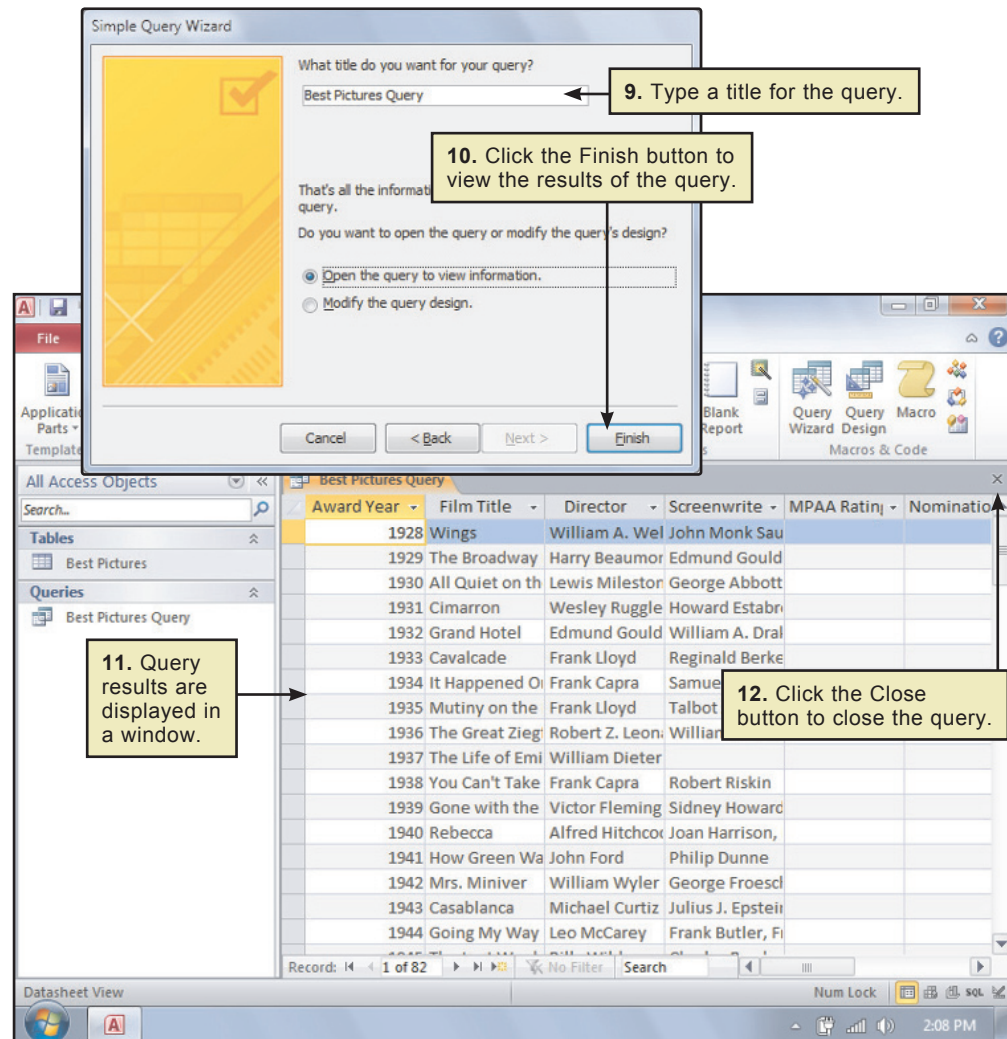 Simple Query Wizard
What title do you want for your query?
Best Pictures Query
9. Type a title for the query.
10. Click the Finish button to
view the results of the query.
That's all the informati
query.
Do you want to open the query or modify the query's design?
Open the query to view information.
Modify the query design.
Cancel
< Back
Next >
Finish
File
Applicatio
Parts
Template
Blank
Report
s
Query
Wizard
Query
Design
Macro
Macros & Code
All Access Objects
Search...
Tables
Best Pictures
Queries
Best Pictures Query
11. Query
results are
displayed in
a window.
Best Pictures Query
Award Year Film Title Director Screenwrite MPAA Rating Nominatio
1928 Wings William A. Wel John Monk Sau
1929 The Broadway Harry Beaumor Edmund Gould
1930 All Quiet on th Lewis Mileston George Abbott
1931 Cimarron Wesley Ruggle Howard Estabr
1932 Grand Hotel Edmund Gould William A. Dral
1933 Cavalcade Frank Lloyd Reginald Berke
1934 It Happened O Frank Capra Samue
1935 Mutiny on the Frank Lloyd Talbot
1936 The Great Zieg Robert Z. Leon William
1937 The Life of Emi William Dieter
1938 You Can't Take Frank Capra Robert Riskin
1939 Gone with the Victor Fleming Sidney Howard
1940 Rebecca Alfred Hitchco Joan Harrison,
1941 How Green Wa John Ford Philip Dunne
1942 Mrs. Miniver William Wyler George Froesc
1943 Casablanca Michael Curtiz Julius J. Epstein
1944 Going My Way Leo McCarey Frank Butler, F
12. Click the Close
button to close the query.
Record: 1 of 82 No Filter Search
Datasheet View
Num Lock
SQL
2:08 PM